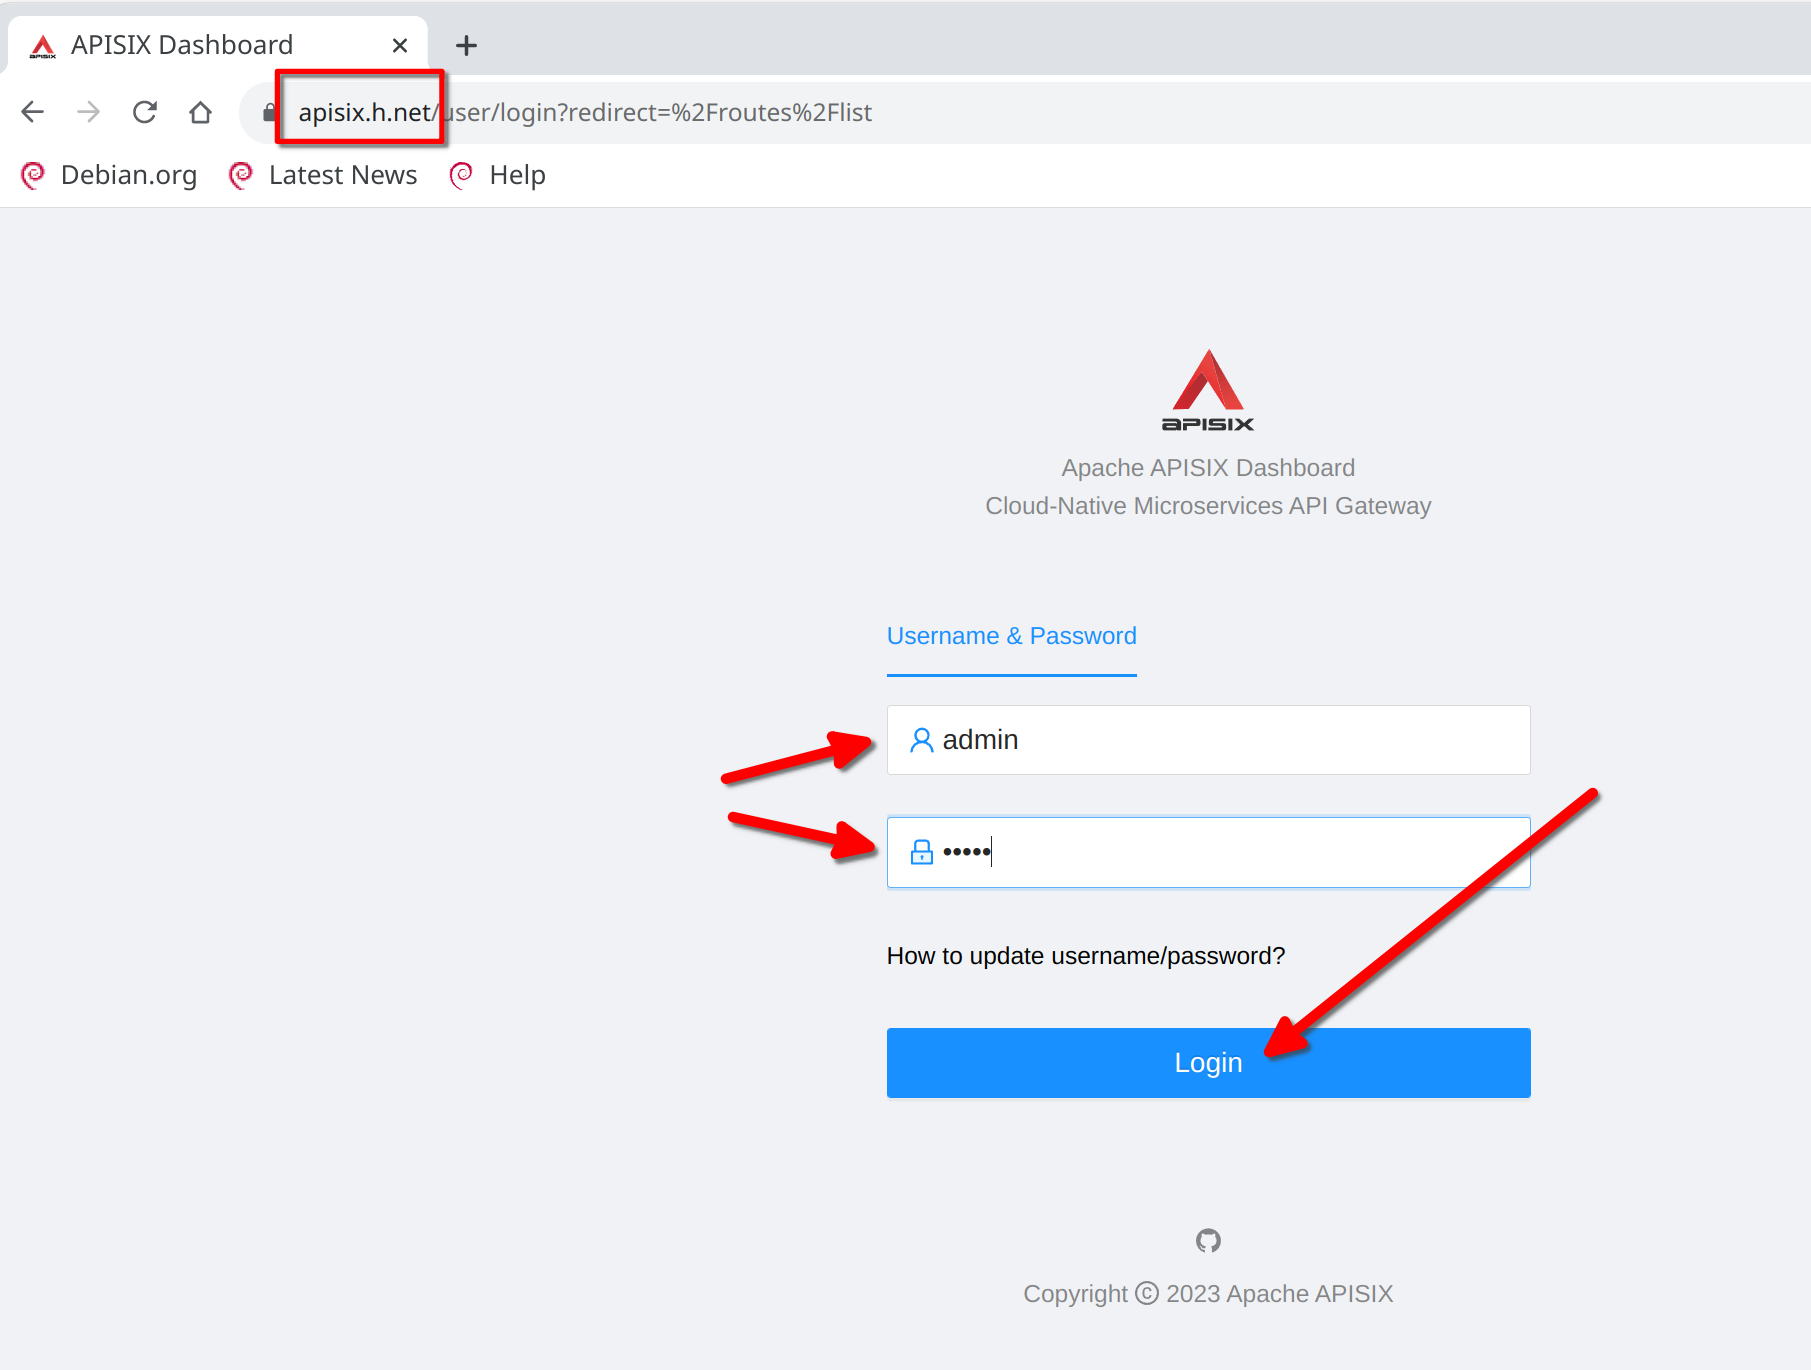 APISIX Dashboard
apisix.h.net/user/login?redirect=%2Froutes%2Flist
Debian.org Latest News Help
APISIX
Apache APISIX Dashboard
Cloud-Native Microservices API Gateway
Username & Password
admin
•••••
How to update username/password?
Login
Copyright © 2023 Apache APISIX